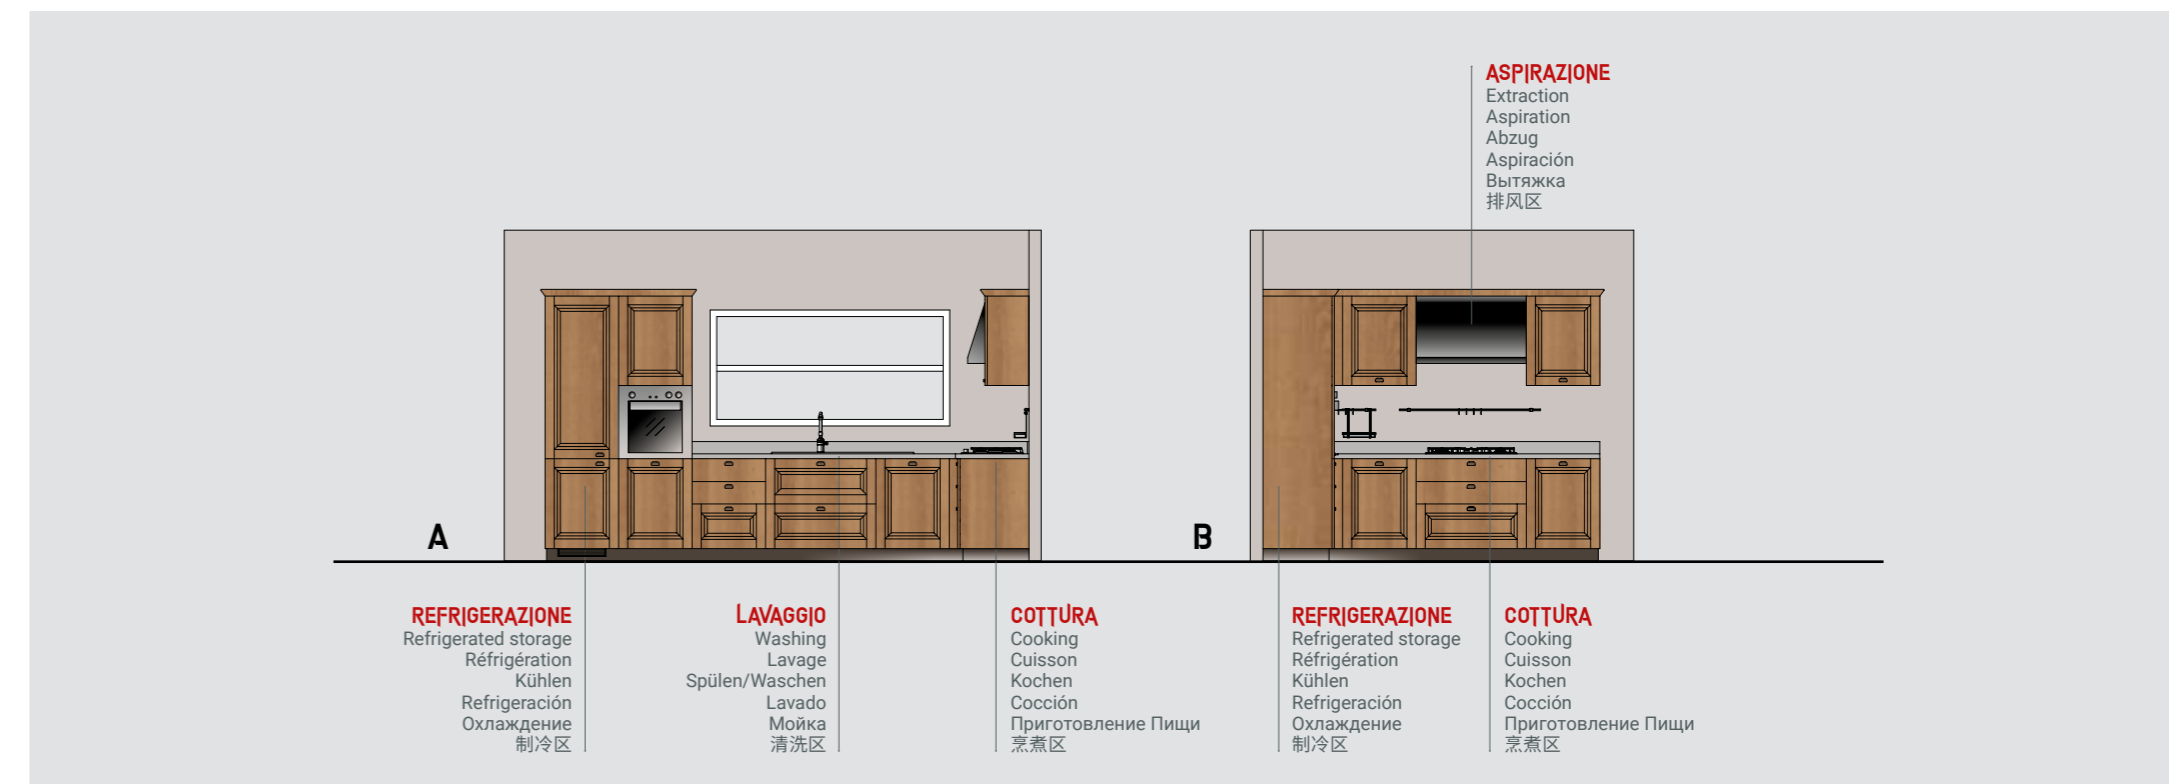 ASPIRAZIONE
Extraction
Aspiration
Abzug
Aspiración
Вытяжка
排风区
A
B
REFRIGERAZIONE
Refrigerated storage
Réfrigération
Kühlen
Refrigeración
Охлаждение
制冷区
LAVAGGIO
Washing
Lavage
Spülen/Waschen
Lavado
Мойка
清洗区
COTTURA
Cooking
Cuisson
Kochen
Cocción
Приготовление Пищи
烹煮区
REFRIGERAZIONE
Refrigerated storage
Réfrigération
Kühlen
Refrigeración
Охлаждение
制冷区
COTTURA
Cooking
Cuisson
Kochen
Cocción
Приготовление Пищи
烹煮区